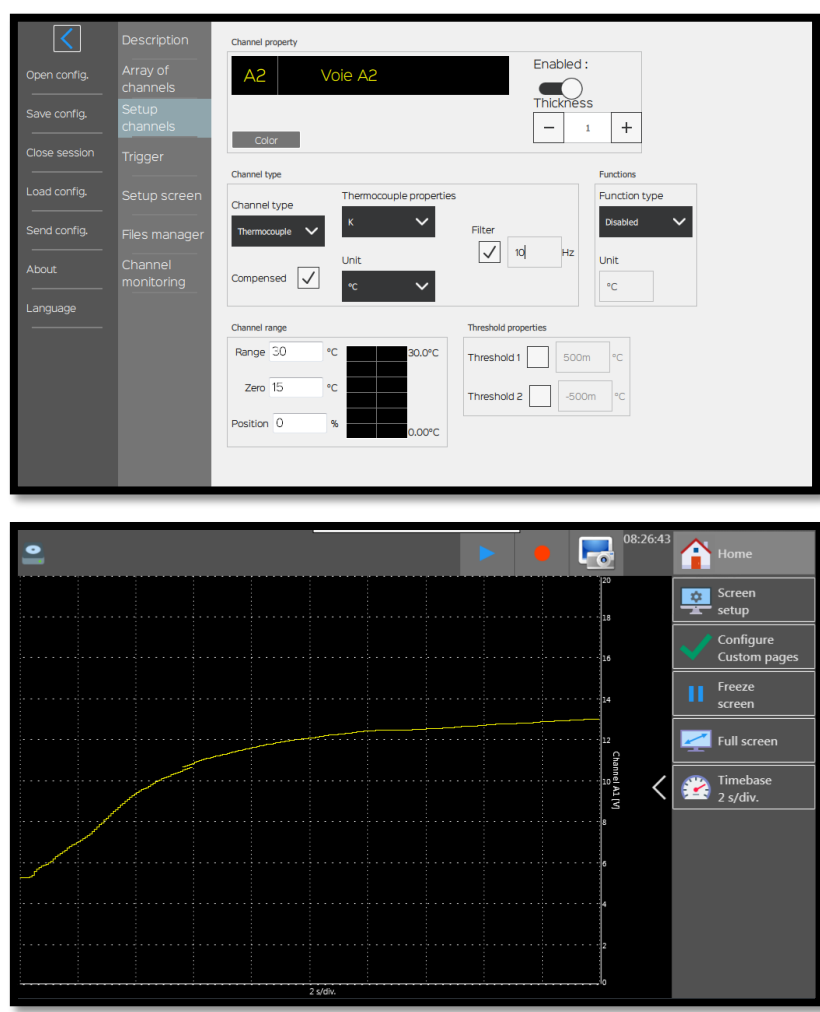 Open config.
Save config.
Close session
Load config.
Send config.
About
Language
Description
Array of
channels
Setup
channels
Trigger
Setup screen
Files manager
Channel
monitoring
Channel property
A2 Voie A2
Color
Enabled :
Thickness
− 1 +
Channel type
Channel type
Thermocouple
Compensed
Thermocouple properties
K
Unit
°C
Filter
10 Hz
Functions
Function type
Disabled
Unit
°C
Channel range
Range 30 °C
Zero 15 °C
Position 0 %
30.0°C
0.00°C
Threshold properties
Threshold 1 500m °C
Threshold 2 -500m °C
08:26:43
Home
Screen
setup
Configure
Custom pages
Freeze
screen
Full screen
Timebase
2 s/div.
20
18
16
14
12
10
8
6
4
2
0
Channel A1 [V]
2 s/div.